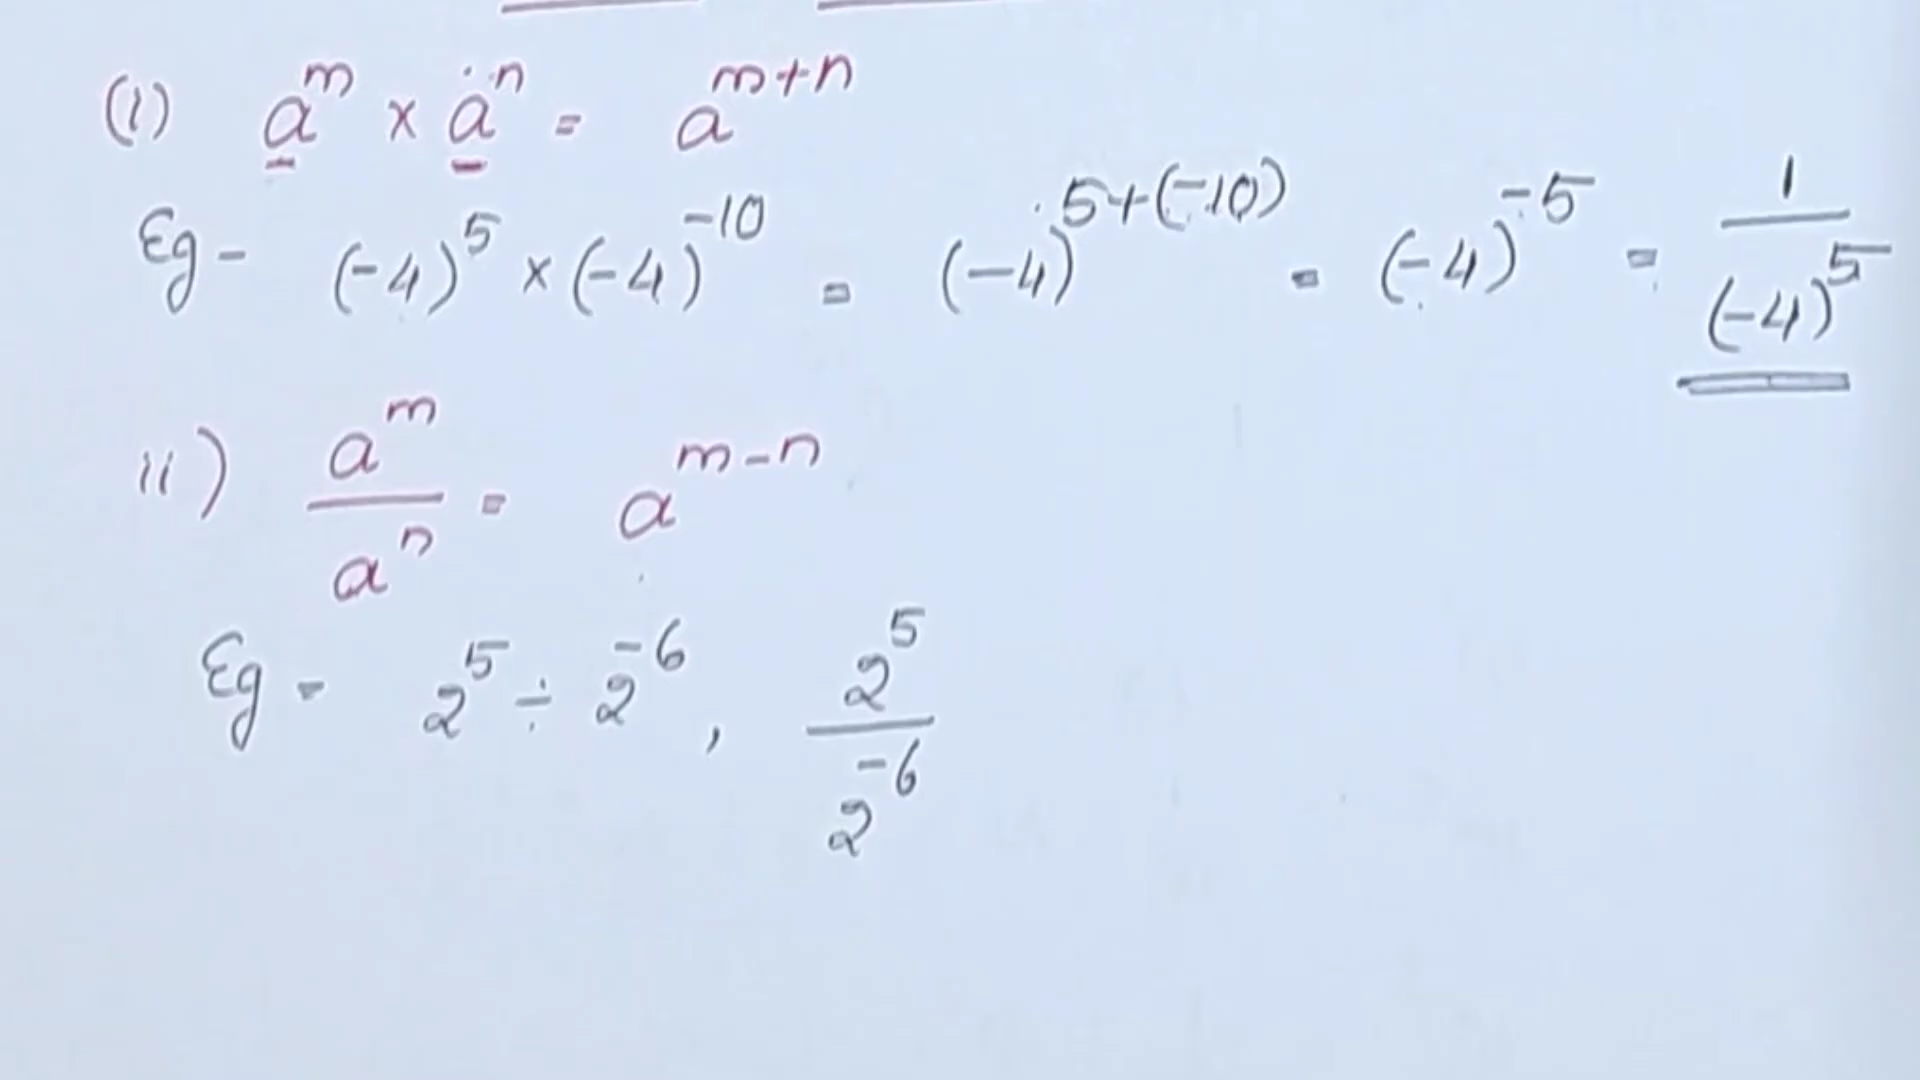 (i) a^m × a^n = a^{m+n}
Eg - (-4)^5 × (-4)^{-10} = (-4)^{5+(-10)} = (-4)^{-5} = 1/(-4)^5
ii) a^m/a^n = a^{m-n}
Eg - 2^5 ÷ 2^{-6} , 2^5/2^{-6}